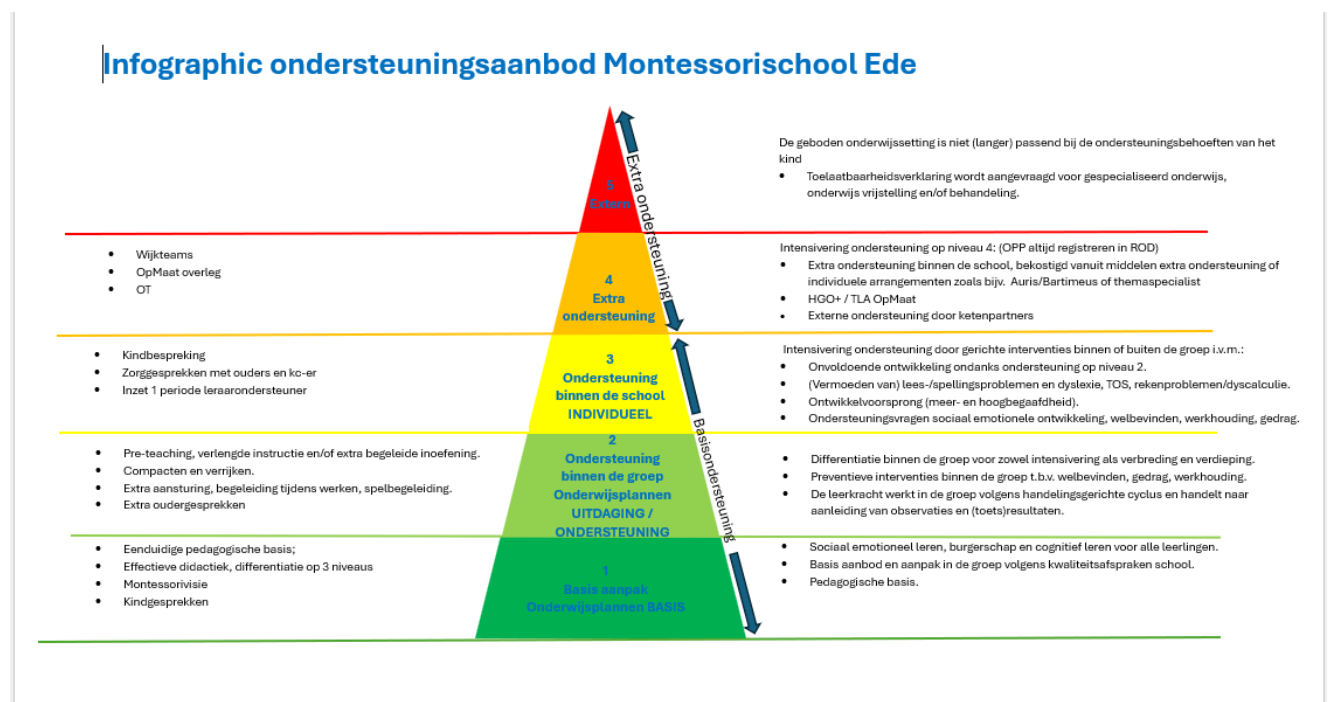 Infographic ondersteuningsaanbod Montessorischool Ede
De geboden onderwijssetting is niet (langer) passend bij de ondersteuningsbehoeften van het
kind
• Toelaatbaarheidsverklaring wordt aangevraagd voor gespecialiseerd onderwijs,
onderwijs vrijstelling en/of behandeling.
5
Extern
Extra ondersteuning
• Wijkteams
• OpMaat overleg
• OT
4
Extra
ondersteuning
Intensivering ondersteuning op niveau 4: (OPP altijd registreren in ROD)
• Extra ondersteuning binnen de school, bekostigd vanuit middelen extra ondersteuning of
individuele arrangementen zoals bijv. Auris/Bartimeus of themaspecialist
• HGO+ / TLA OpMaat
• Externe ondersteuning door ketenpartners
• Kindbespreking
• Zorggesprekken met ouders en kc-er
• Inzet 1 periode leraarondersteuner
3
Ondersteuning
binnen de school
INDIVIDUEEL
Intensivering ondersteuning door gerichte interventies binnen of buiten de groep i.v.m.:
• Onvoldoende ontwikkeling ondanks ondersteuning op niveau 2.
• (Vermoeden van) lees-/spellingsproblemen en dyslexie, TOS, rekenproblemen/dyscalculie.
• Ontwikkelvoorsprong (meer- en hoogbegaafdheid).
• Ondersteuningsvragen sociaal emotionele ontwikkeling, welbevinden, werkhouding, gedrag.
Basisondersteuning
• Pre-teaching, verlengde instructie en/of extra begeleide inoefening.
• Compacten en verrijken.
• Extra aansturing, begeleiding tijdens werken, spelbegeleiding.
• Extra oudergesprekken
2
Ondersteuning
binnen de groep
Onderwijsplannen
UITDAGING /
ONDERSTEUNING
• Differentiatie binnen de groep voor zowel intensivering als verbreding en verdieping.
• Preventieve interventies binnen de groep t.b.v. welbevinden, gedrag, werkhouding.
• De leerkracht werkt in de groep volgens handelingsgerichte cyclus en handelt naar
aanleiding van observaties en (toets)resultaten.
• Eenduidige pedagogische basis;
• Effectieve didactiek, differentiatie op 3 niveaus
• Montessorivisie
• Kindgesprekken
1
Basis aanpak
Onderwijsplannen BASIS
• Sociaal emotioneel leren, burgerschap en cognitief leren voor alle leerlingen.
• Basis aanbod en aanpak in de groep volgens kwaliteitsafspraken school.
• Pedagogische basis.